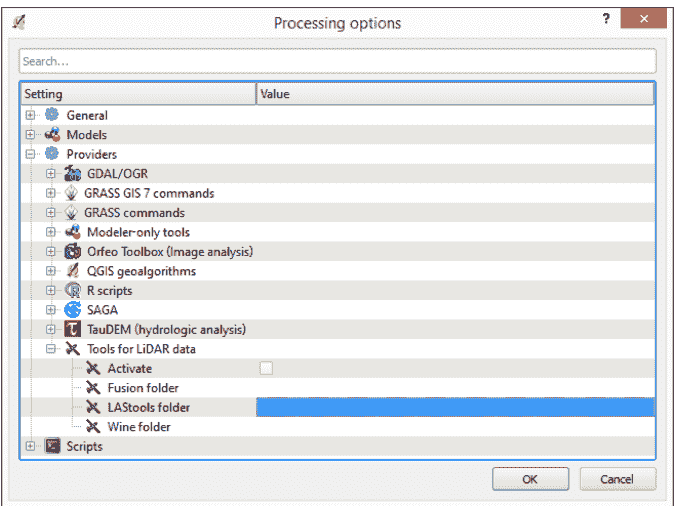 Processing options
?
Search...
Setting Value
General
Models
Providers
GDAL/OGR
GRASS GIS 7 commands
GRASS commands
Modeler-only tools
Orfeo Toolbox (Image analysis)
QGIS geoalgorithms
R scripts
SAGA
TauDEM (hydrologic analysis)
Tools for LiDAR data
Activate
Fusion folder
LAStools folder
Wine folder
Scripts
OK Cancel